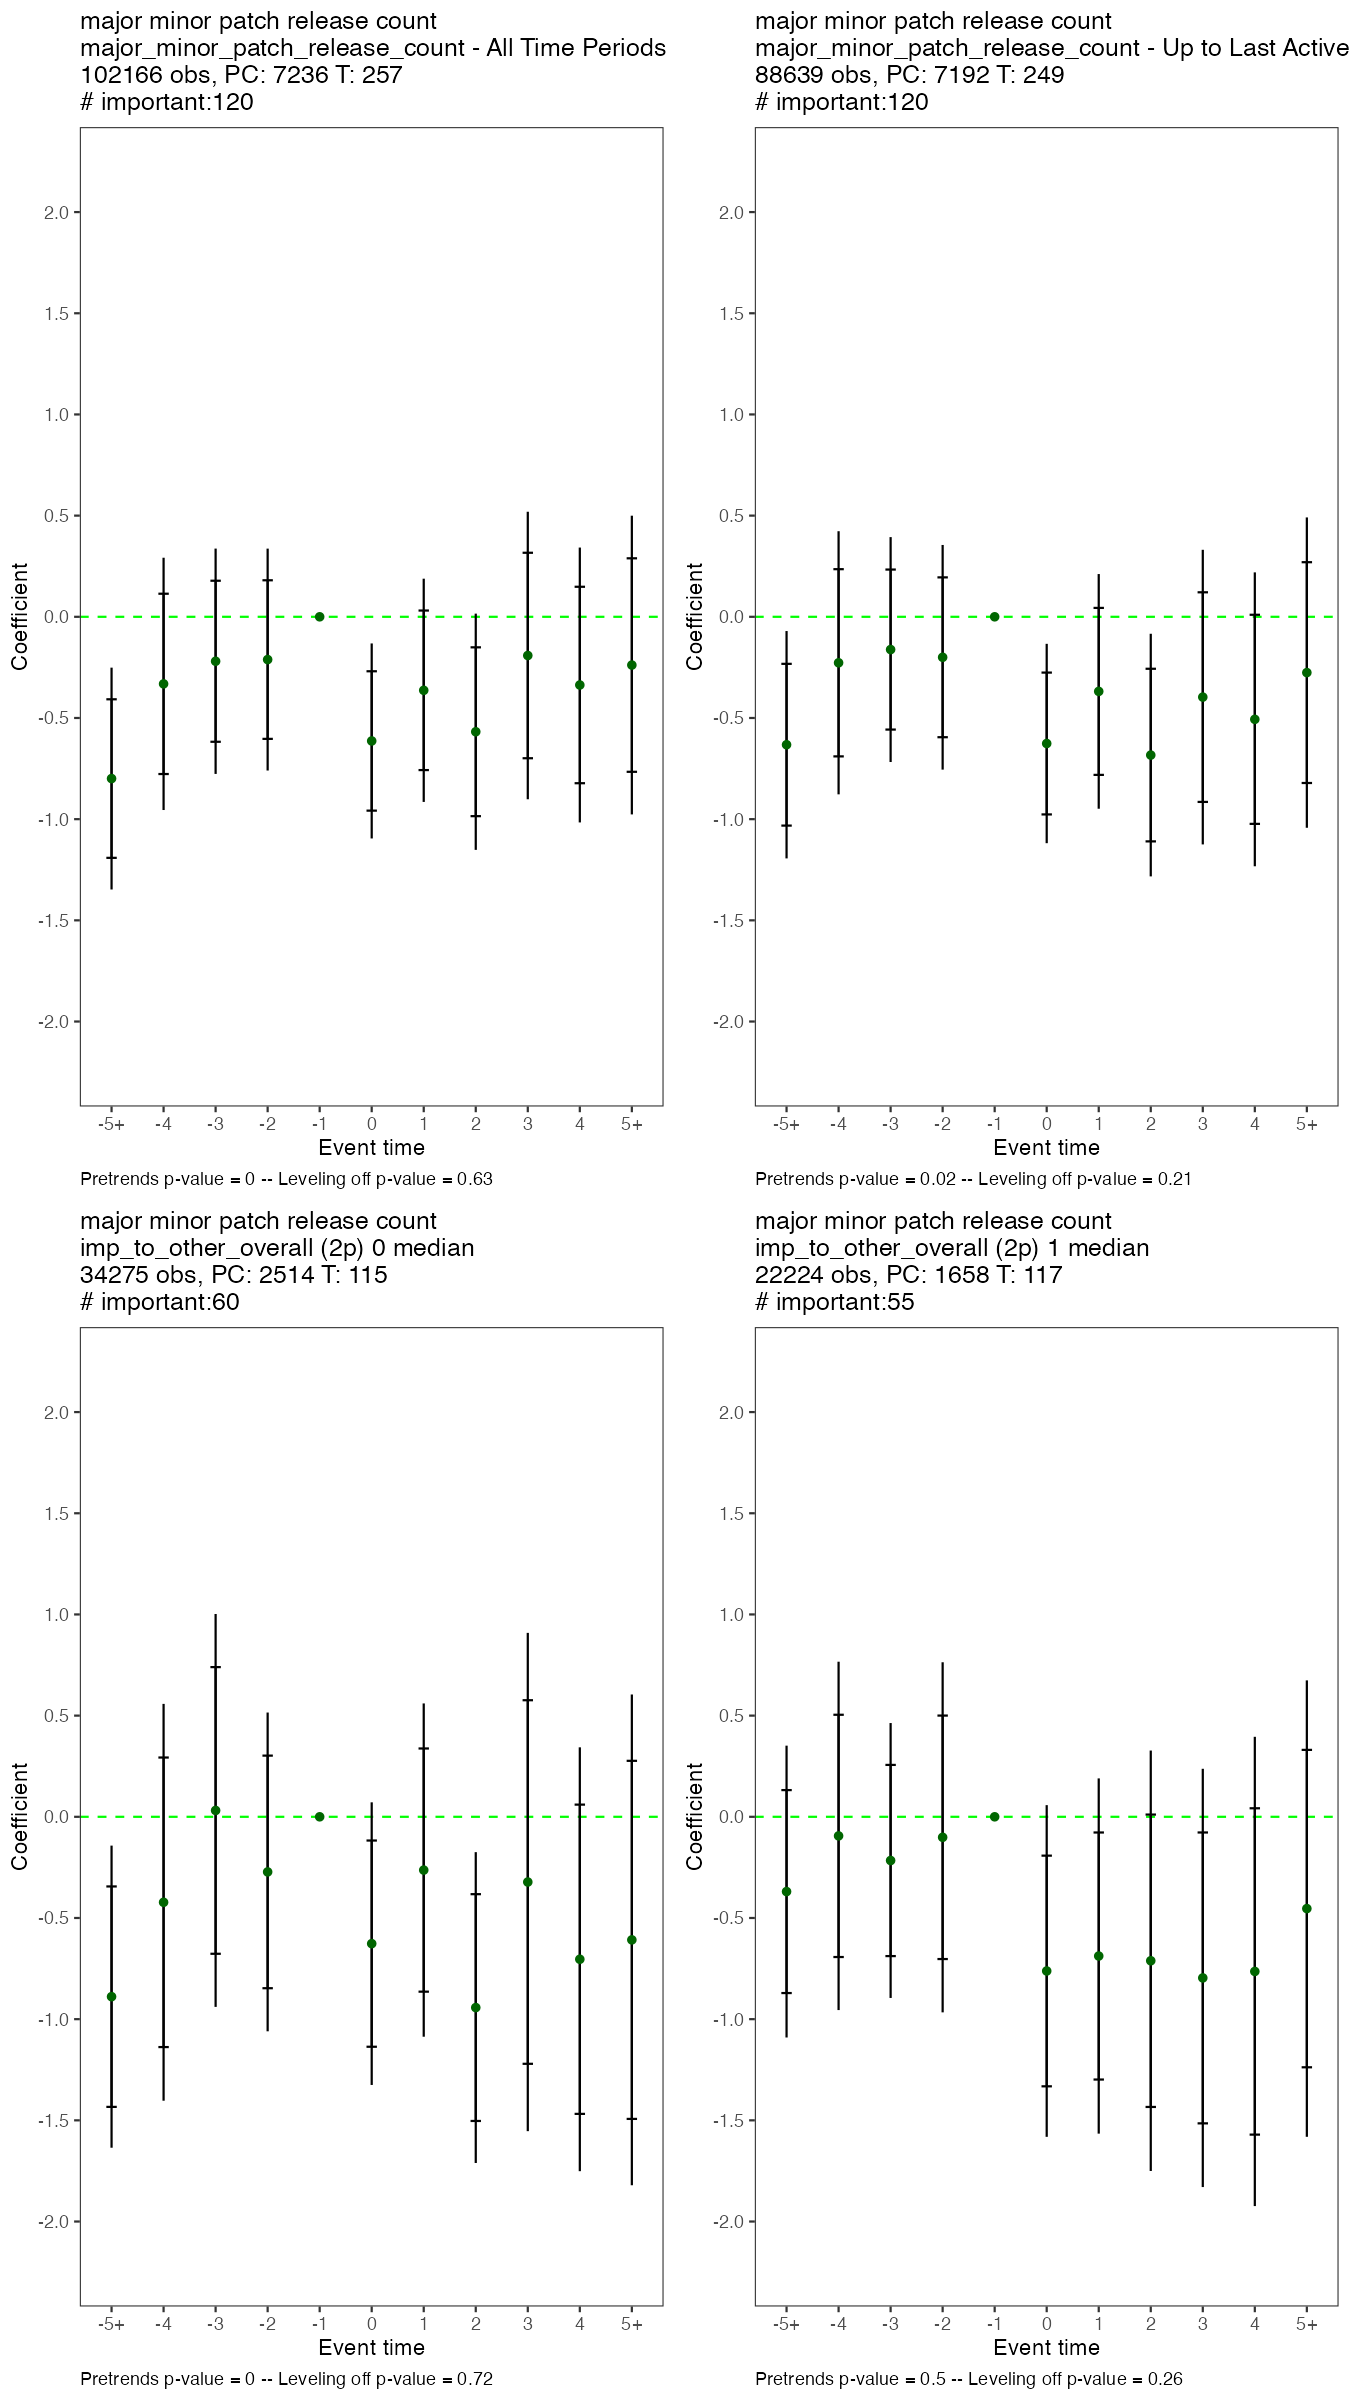 major minor patch release count
major_minor_patch_release_count - All Time Periods
102166 obs, PC: 7236 T: 257
# important:120
2.0
1.5
1.0
0.5
0.0
-0.5
-1.0
-1.5
-2.0
Coefficient
-5+ -4 -3 -2 -1 0 1 2 3 4 5+
Event time
Pretrends p-value = 0 -- Leveling off p-value = 0.63
major minor patch release count
major_minor_patch_release_count - Up to Last Active
88639 obs, PC: 7192 T: 249
# important:120
2.0
1.5
1.0
0.5
0.0
-0.5
-1.0
-1.5
-2.0
Coefficient
-5+ -4 -3 -2 -1 0 1 2 3 4 5+
Event time
Pretrends p-value = 0.02 -- Leveling off p-value = 0.21
major minor patch release count
imp_to_other_overall (2p) 0 median
34275 obs, PC: 2514 T: 115
# important:60
2.0
1.5
1.0
0.5
0.0
-0.5
-1.0
-1.5
-2.0
Coefficient
-5+ -4 -3 -2 -1 0 1 2 3 4 5+
Event time
Pretrends p-value = 0 -- Leveling off p-value = 0.72
major minor patch release count
imp_to_other_overall (2p) 1 median
22224 obs, PC: 1658 T: 117
# important:55
2.0
1.5
1.0
0.5
0.0
-0.5
-1.0
-1.5
-2.0
Coefficient
-5+ -4 -3 -2 -1 0 1 2 3 4 5+
Event time
Pretrends p-value = 0.5 -- Leveling off p-value = 0.26